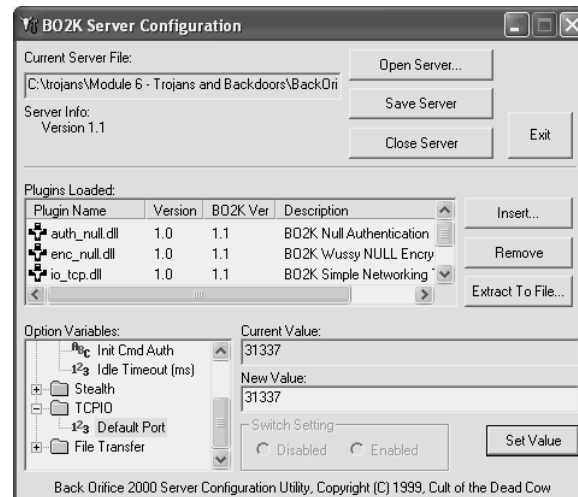 BO2K Server Configuration
Current Server File:
C:\trojans\Module 6 - Trojans and Backdoors\BackOri
Server Info:
Version 1.1
Open Server...
Save Server
Close Server
Exit
Plugins Loaded:
Plugin Name Version BO2K Ver Description
auth_null.dll 1.0 1.1 BO2K Null Authentication
enc_null.dll 1.0 1.1 BO2K Wussy NULL Encry
io_tcp.dll 1.0 1.1 BO2K Simple Networking
Insert...
Remove
Extract To File...
Option Variables:
ABC Init Cmd Auth
123 Idle Timeout (ms)
Stealth
TCPIO
123 Default Port
File Transfer
Current Value:
31337
New Value:
31337
Switch Setting
Disabled Enabled
Set Value
Back Orifice 2000 Server Configuration Utility, Copyright (C) 1999, Cult of the Dead Cow